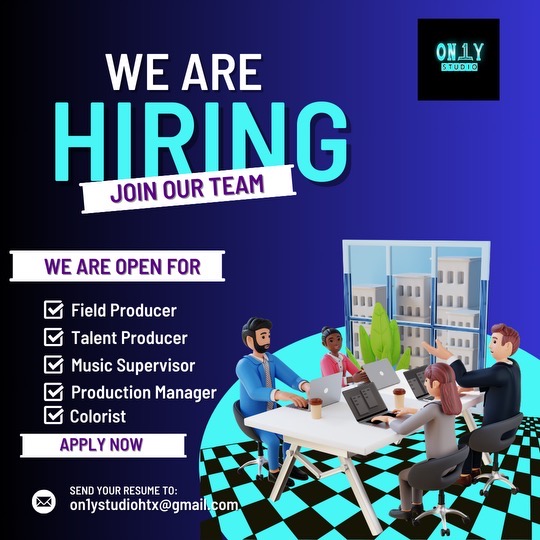 ON1Y
STUDIO
WE ARE
HIRING
JOIN OUR TEAM
WE ARE OPEN FOR
Field Producer
Talent Producer
Music Supervisor
Production Manager
Colorist
APPLY NOW
SEND YOUR RESUME TO:
on1ystudiohtx@gmail.com